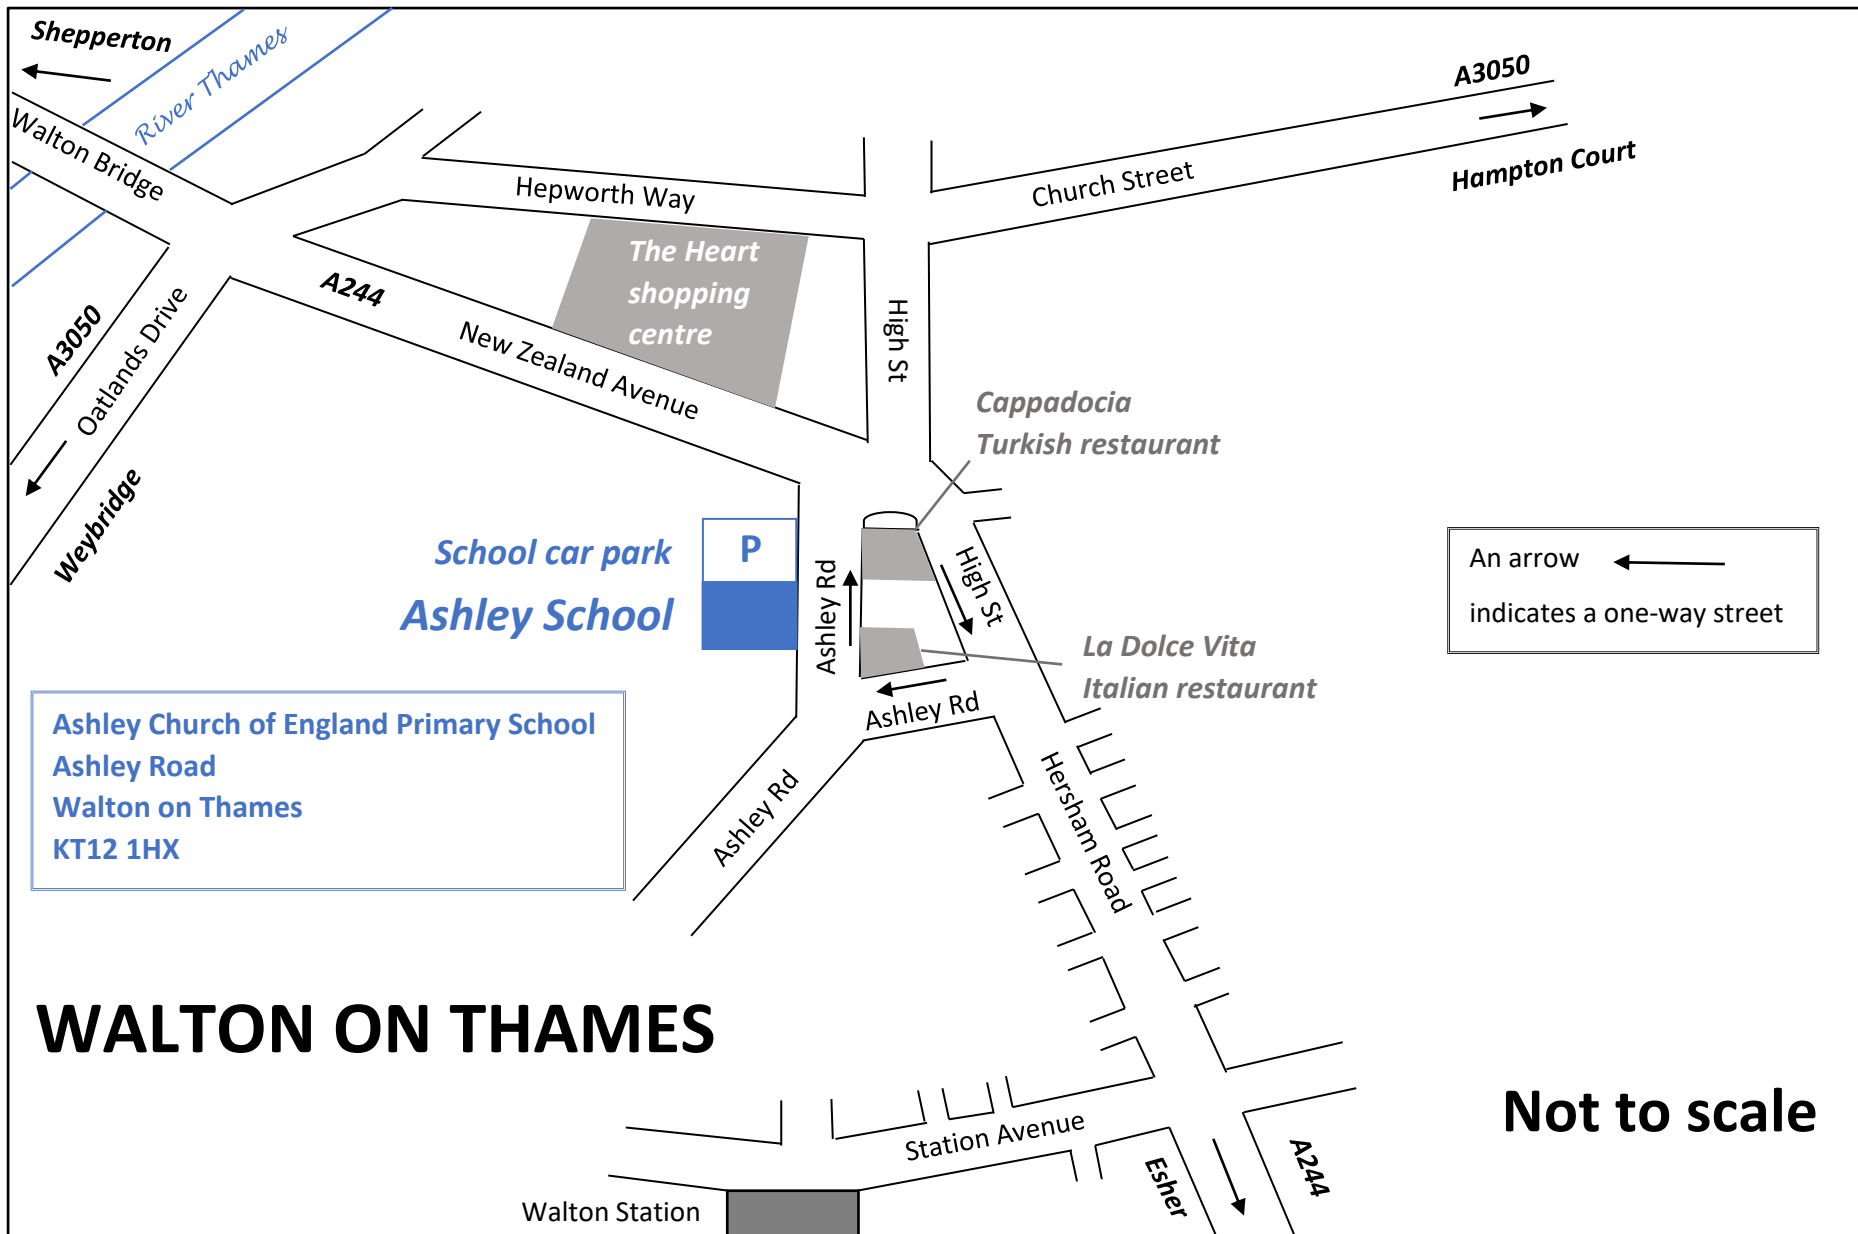 Shepperton
River Thames
Walton Bridge
A3050
Hampton Court
Church Street
Hepworth Way
The Heart
shopping
centre
A244
New Zealand Avenue
High St
A3050
Oatlands Drive
Weybridge
Cappadocia
Turkish restaurant
School car park
P
Ashley School
Ashley Rd
High St
An arrow
indicates a one-way street
La Dolce Vita
Italian restaurant
Ashley Rd
Ashley Church of England Primary School
Ashley Road
Walton on Thames
KT12 1HX
Ashley Rd
Hersham Road
WALTON ON THAMES
Not to scale
Station Avenue
Walton Station
Esher
A244